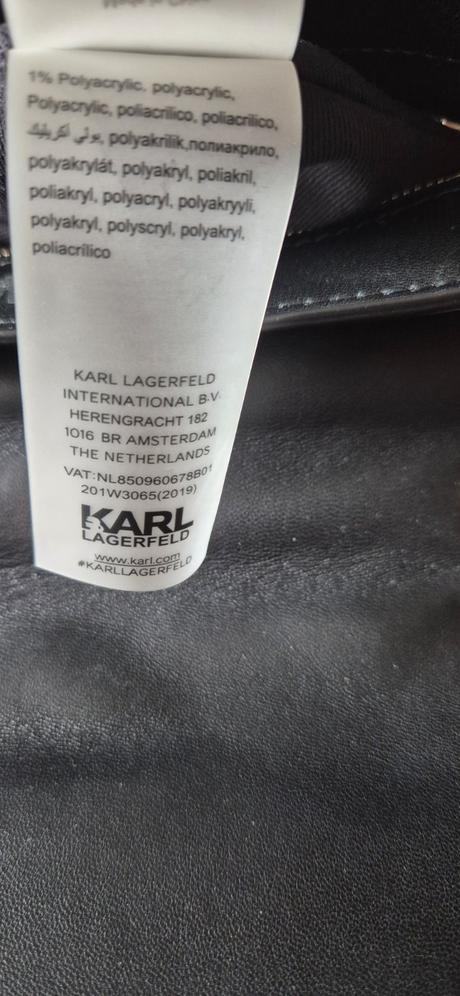 1% Polyacrylic, polyacrylic,
Polyacrylic, poliacrilico, poliacrilico,
بولي أكريليك, polyakrilik,полиакрило,
polyakrylát, polyakryl, poliakril,
poliakryl, polyacryl, polyakryyli,
polyakryl, polyscryl, polyakryl,
poliacrílico
KARL LAGERFELD
INTERNATIONAL B.V.
HERENGRACHT 182
1016 BR AMSTERDAM
THE NETHERLANDS
VAT:NL850960678B01
201W3065(2019)
KARL
LAGERFELD
www.karl.com
#KARLLAGERFELD